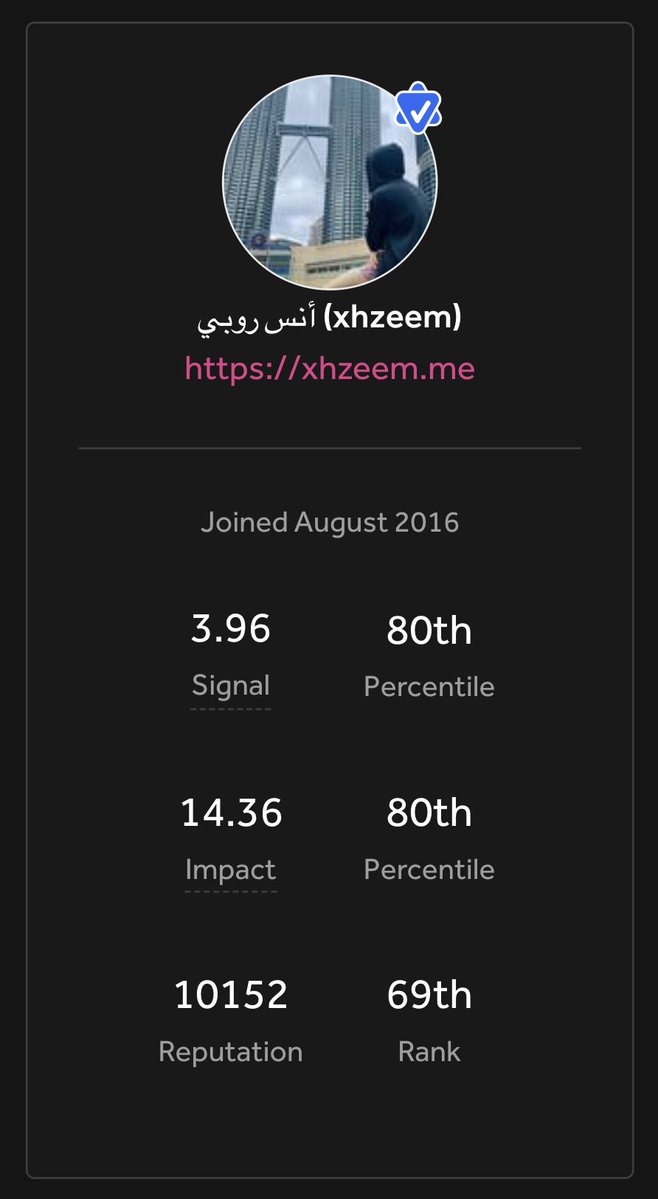 أنس روبي (xhzeem)
https://xhzeem.me
Joined August 2016
3.96 80th
Signal Percentile
14.36 80th
Impact Percentile
10152 69th
Reputation Rank